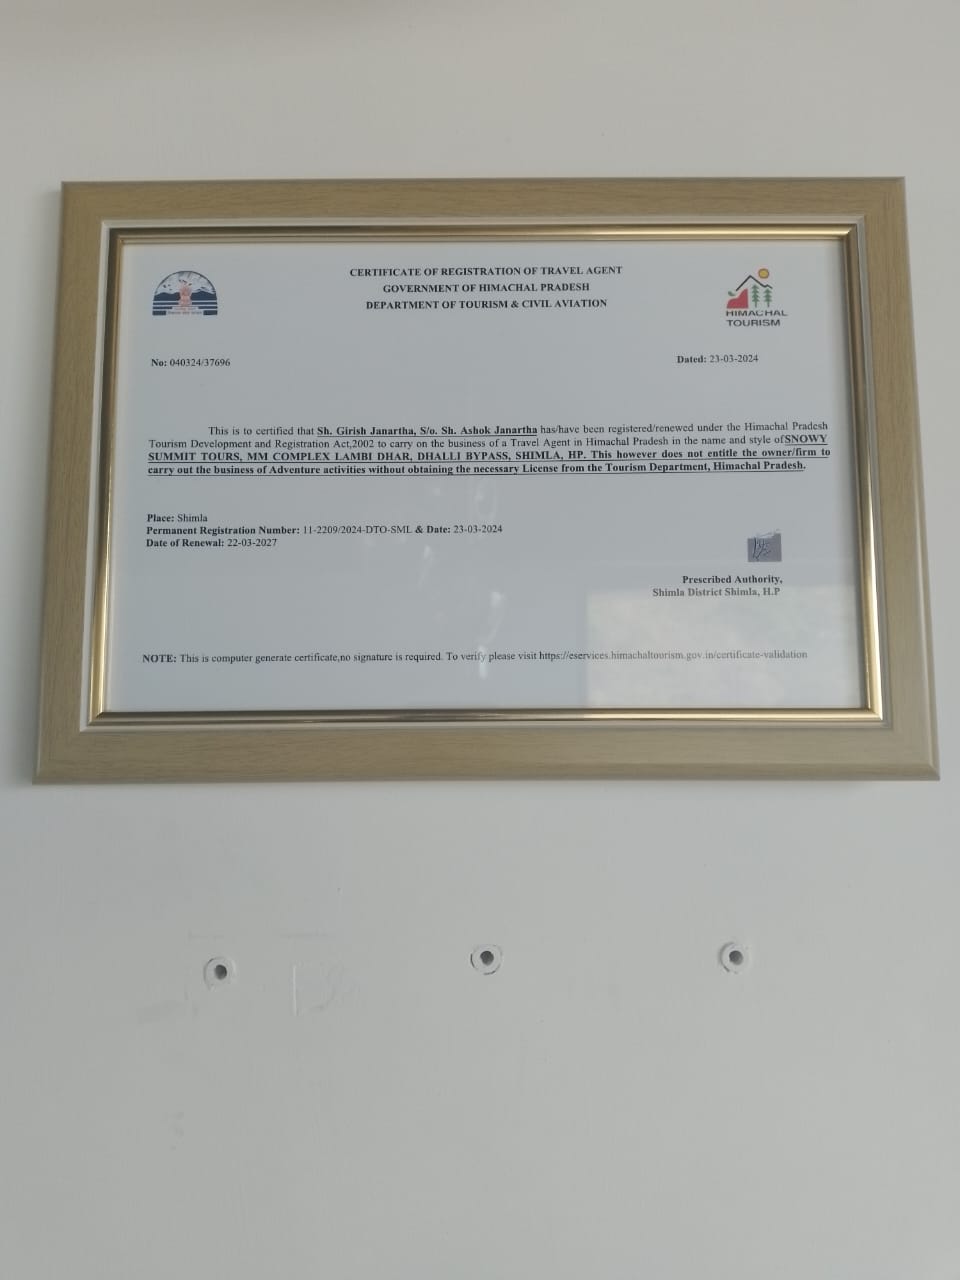 CERTIFICATE OF REGISTRATION OF TRAVEL AGENT
GOVERNMENT OF HIMACHAL PRADESH
DEPARTMENT OF TOURISM & CIVIL AVIATION
HIMACHAL
TOURISM
No: 040324/37696
Dated: 23-03-2024
This is to certified that Sh. Girish Janartha, S/o. Sh. Ashok Janartha has/have been registered/renewed under the Himachal Pradesh
Tourism Development and Registration Act,2002 to carry on the business of a Travel Agent in Himachal Pradesh in the name and style ofSNOWY
SUMMIT TOURS, MM COMPLEX LAMBI DHAR, DHALLI BYPASS, SHIMLA, HP. This however does not entitle the owner/firm to
carry out the business of Adventure activities without obtaining the necessary License from the Tourism Department, Himachal Pradesh.
Place: Shimla
Permanent Registration Number: 11-2209/2024-DTO-SML & Date: 23-03-2024
Date of Renewal: 22-03-2027
Prescribed Authority,
Shimla District Shimla, H.P
NOTE: This is computer generate certificate,no signature is required. To verify please visit https://eservices.himachaltourism.gov.in/certificate-validation